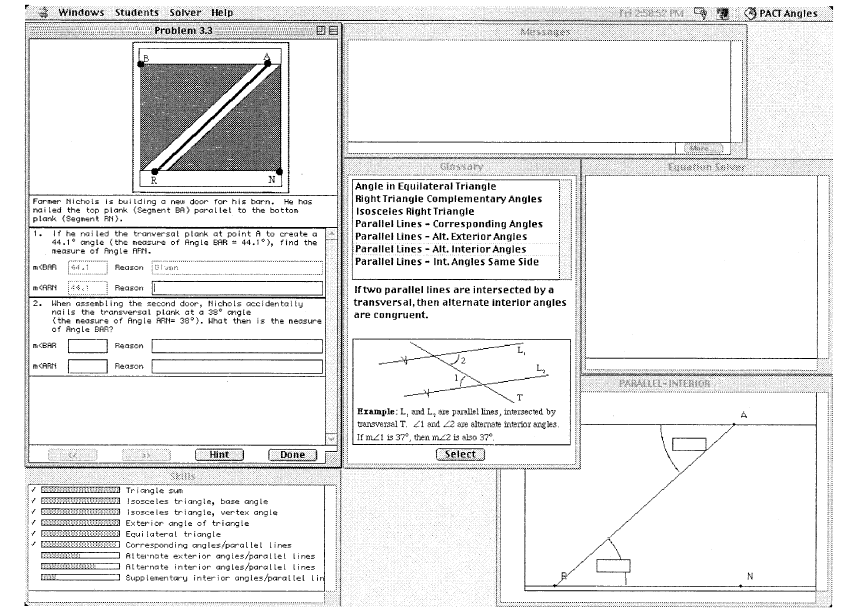 Windows Students Solver Help
Fri 2:58:52 PM
PACT Angles
Problem 3.3
B
A
R
N
Farmer Nichols is building a new door for his barn. He has
nailed the top plank (Segment BA) parallel to the bottom
plank (Segment RN).
1. If he nailed the tranversal plank at point A to create a
44.1° angle (the measure of Angle BAR = 44.1°), find the
measure of Angle ARN.
m<BAR 44.1 Reason Given
m<ARN 44.1 Reason
2. When assembling the second door, Nichols accidentally
nails the transversal plank at a 38° angle
(the measure of Angle ARN= 38°). What then is the measure
of Angle BAR?
m<BAR Reason
m<ARN Reason
<< >> Hint Done
Skills
✓ Triangle sum
✓ Isosceles triangle, base angle
✓ Isosceles triangle, vertex angle
✓ Exterior angle of triangle
✓ Equilateral triangle
✓ Corresponding angles/parallel lines
Alternate exterior angles/parallel lines
Alternate interior angles/parallel lines
Supplementary interior angles/parallel lin
Messages
More...
Glossary
Angle in Equilateral Triangle
Right Triangle Complementary Angles
Isosceles Right Triangle
Parallel Lines - Corresponding Angles
Parallel Lines - Alt. Exterior Angles
Parallel Lines - Alt. Interior Angles
Parallel Lines - Int. Angles Same Side
If two parallel lines are intersected by a
transversal, then alternate interior angles
are congruent.
L₁
2
L₂
1
T
Example: L₁ and L₂ are parallel lines, intersected by
transversal T. ∠1 and ∠2 are alternate interior angles.
If m∠1 is 37°, then m∠2 is also 37°.
Select
Equation Solver
PARALLEL-INTERIOR
A
R
N